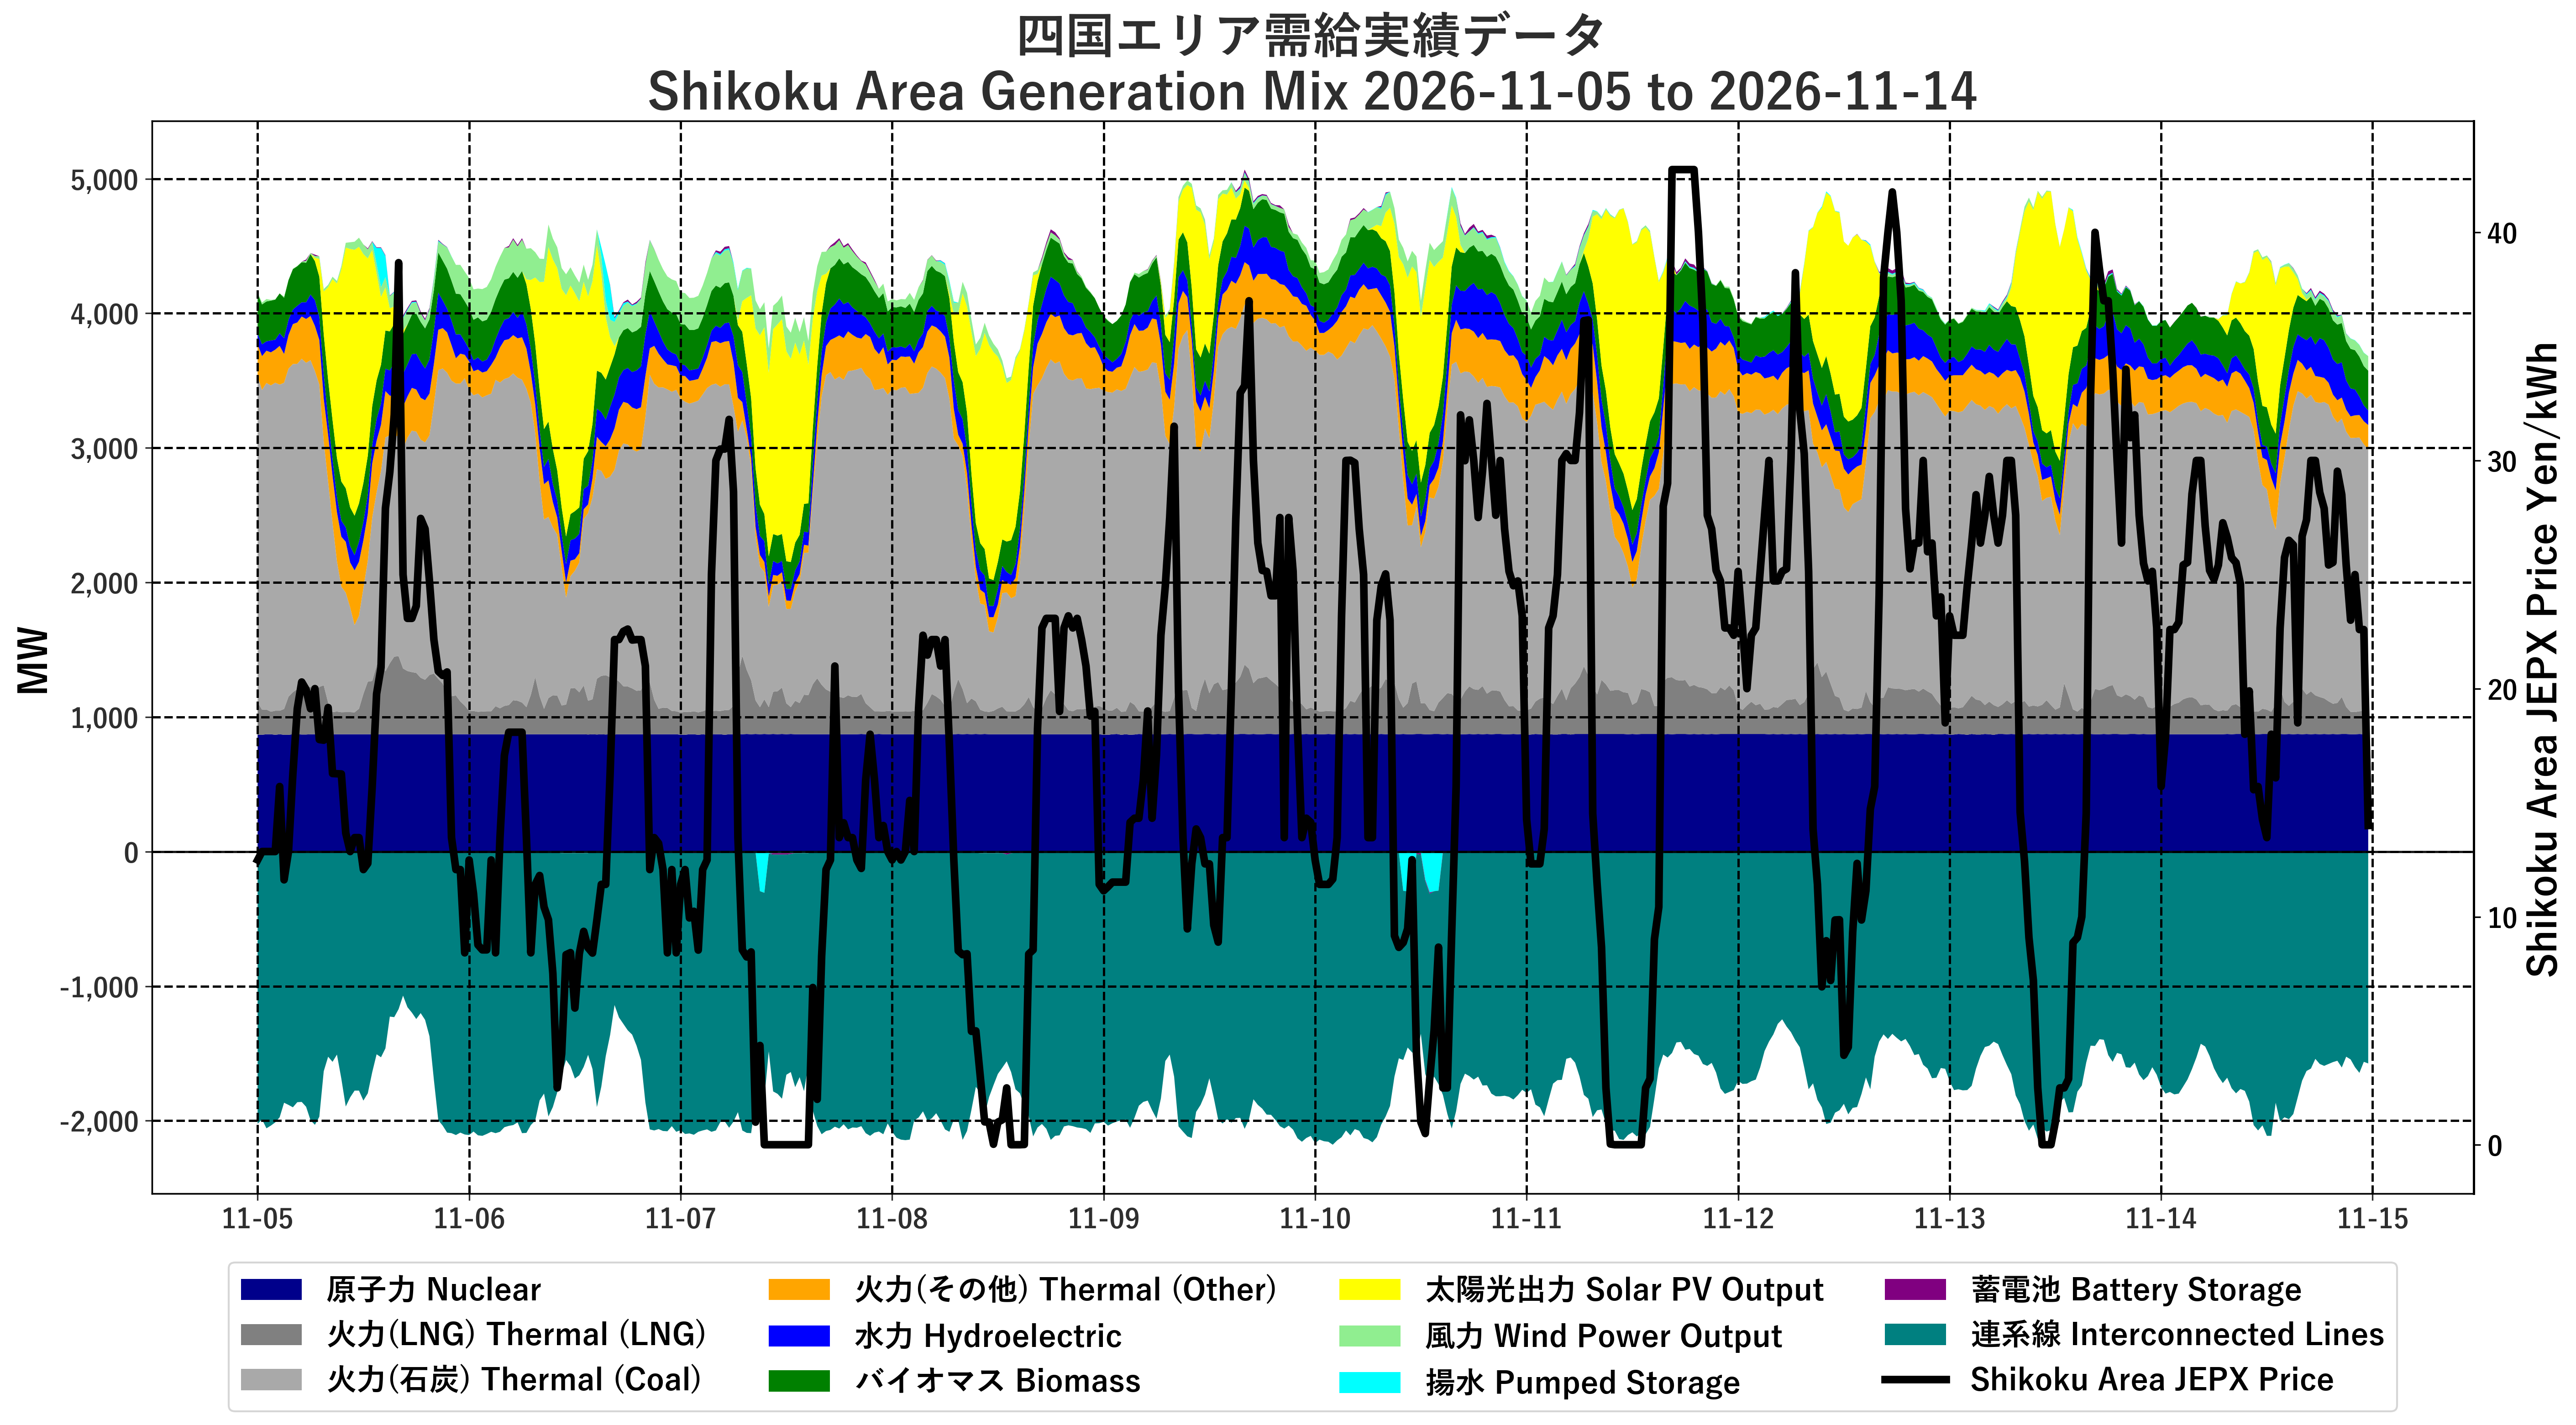 四国エリア需給実績データ
Shikoku Area Generation Mix 2026-11-05 to 2026-11-14
MW
5,000
4,000
3,000
2,000
1,000
0
-1,000
-2,000
40
30
20
10
0
Shikoku Area JEPX Price Yen/kWh
11-05
11-06
11-07
11-08
11-09
11-10
11-11
11-12
11-13
11-14
11-15
原子力 Nuclear
火力(LNG) Thermal (LNG)
火力(石炭) Thermal (Coal)
火力(その他) Thermal (Other)
水力 Hydroelectric
バイオマス Biomass
太陽光出力 Solar PV Output
風力 Wind Power Output
揚水 Pumped Storage
蓄電池 Battery Storage
連系線 Interconnected Lines
Shikoku Area JEPX Price